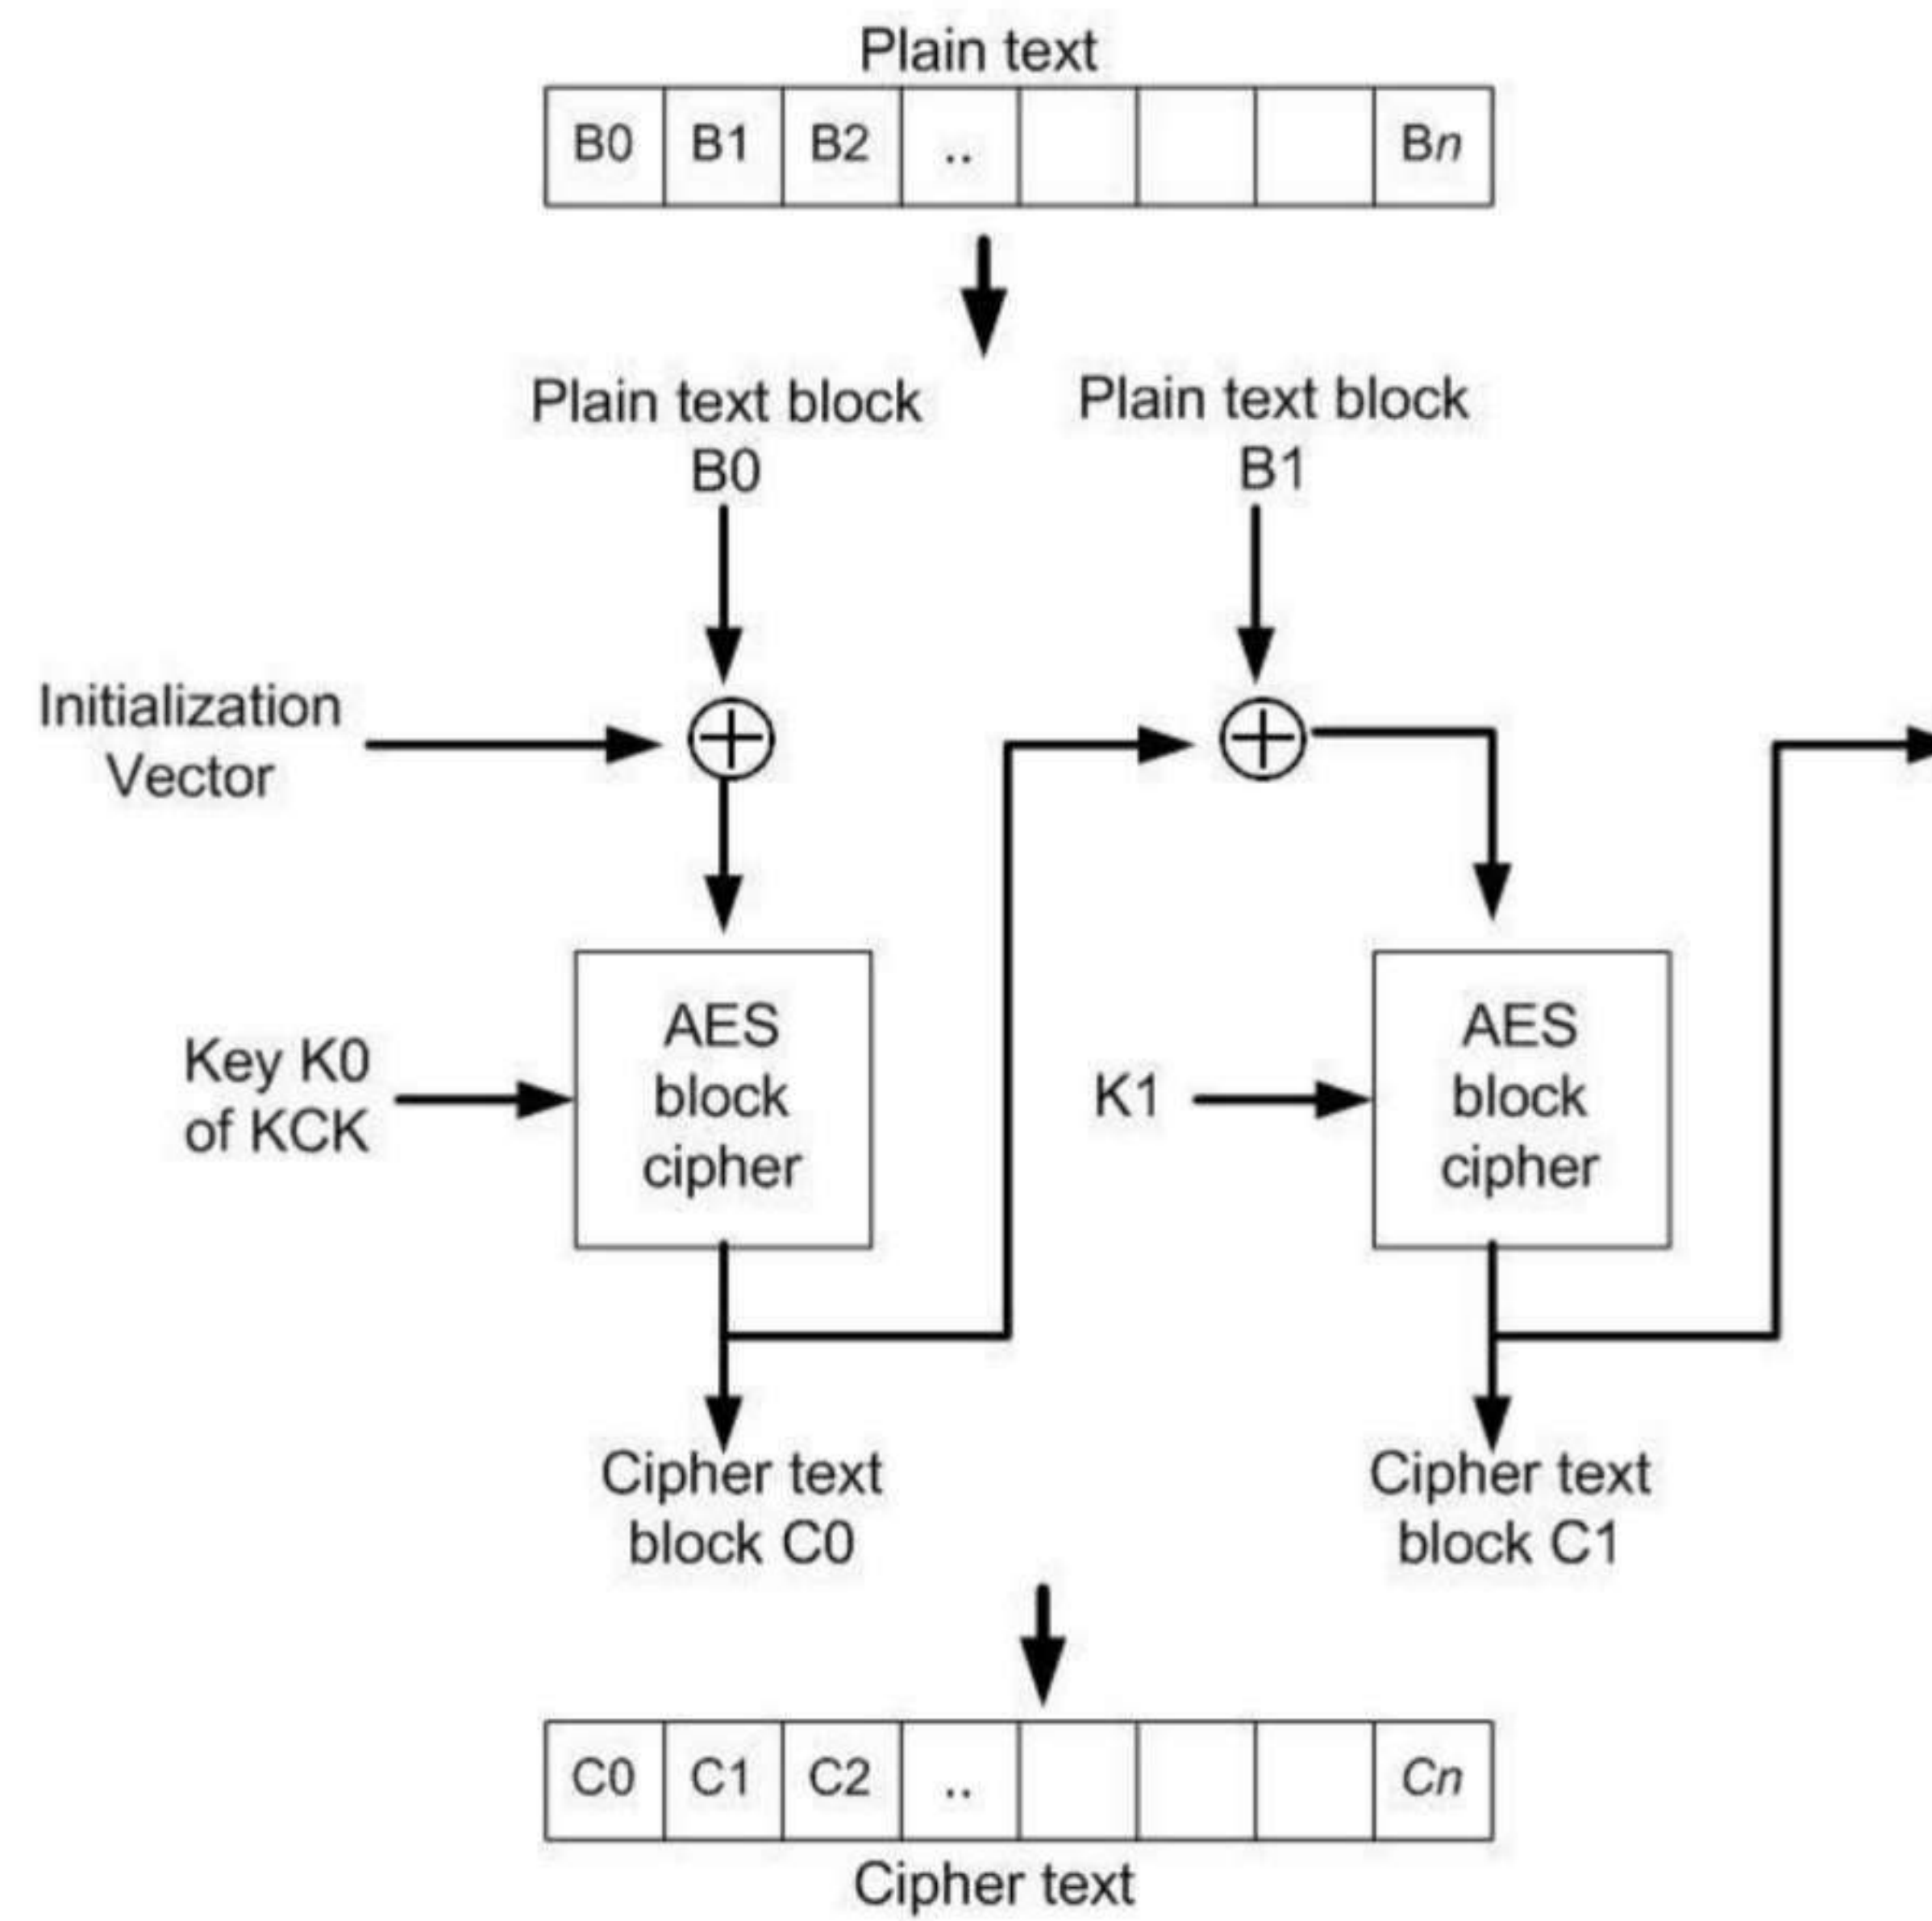 Plain text
B0 B1 B2 .. Bn
Plain text block
B0
Plain text block
B1
Initialization
Vector
Key K0
of KCK
AES
block
cipher
K1
AES
block
cipher
Cipher text
block C0
Cipher text
block C1
C0 C1 C2 .. Cn
Cipher text